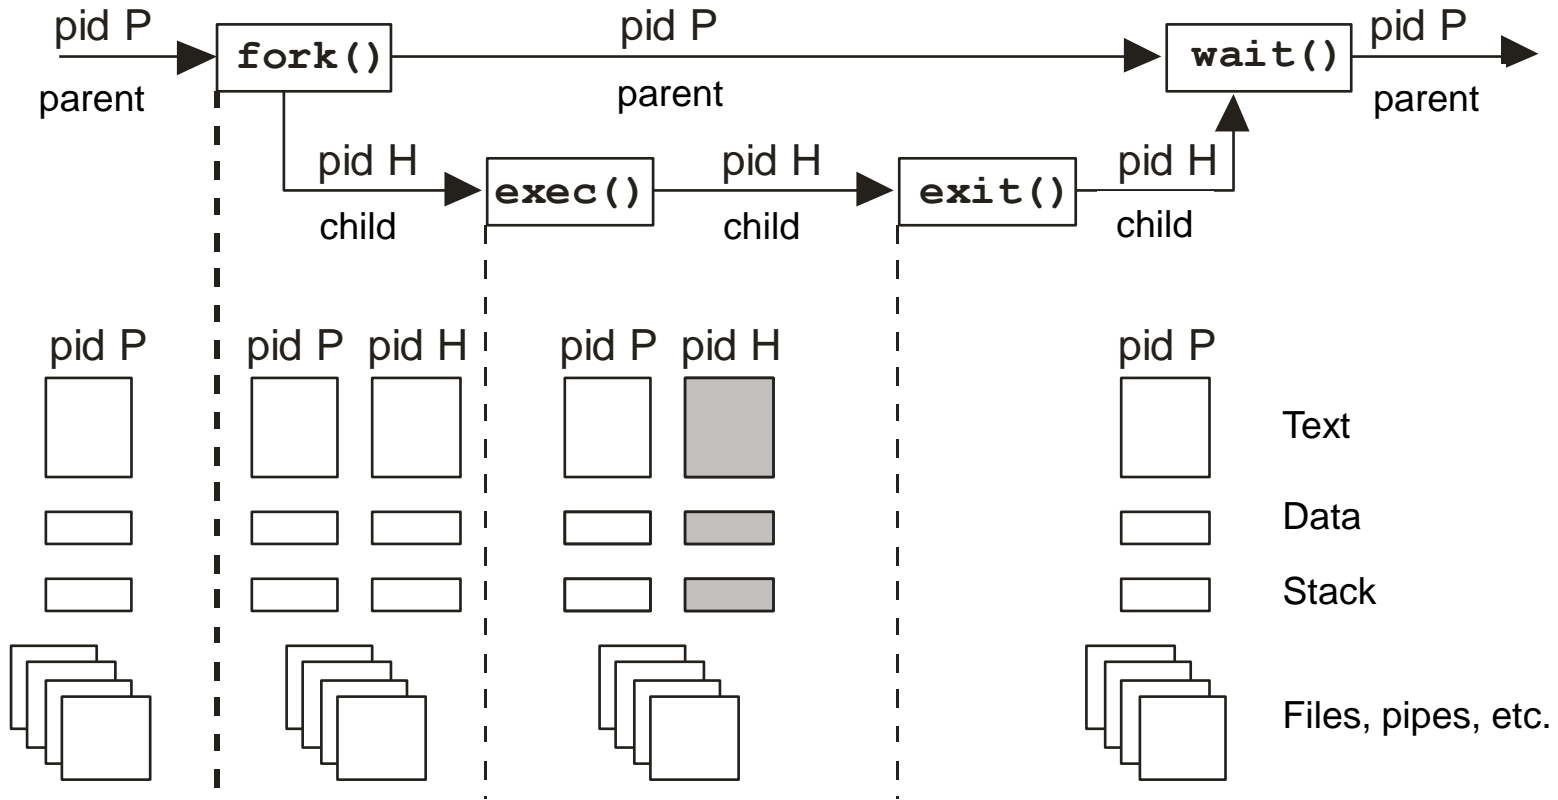 pid P
pid P
pid P
fork()
wait()
parent
parent
parent
pid H
pid H
pid H
exec()
exit()
child
child
child
pid P
pid P pid H
pid P pid H
pid P
Text
Data
Stack
Files, pipes, etc.